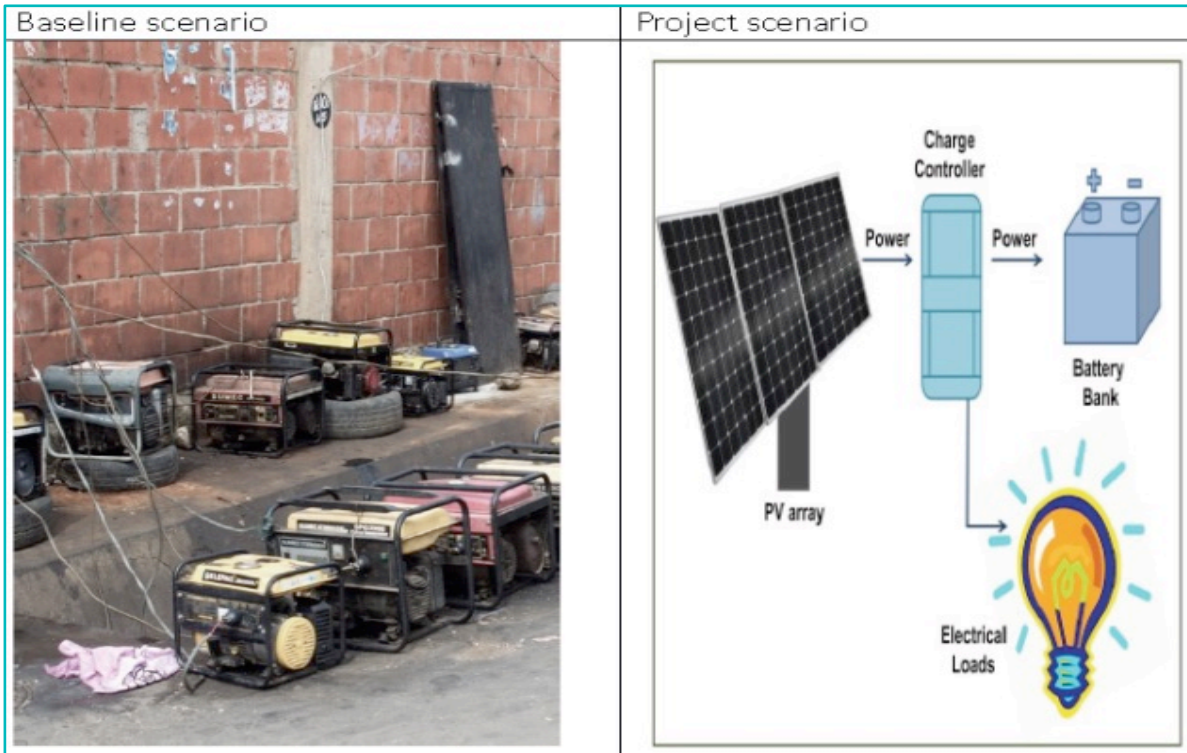 Baseline scenario
Project scenario
Charge
Controller
+ -
Power
Power
Battery
Bank
PV array
Electrical
Loads